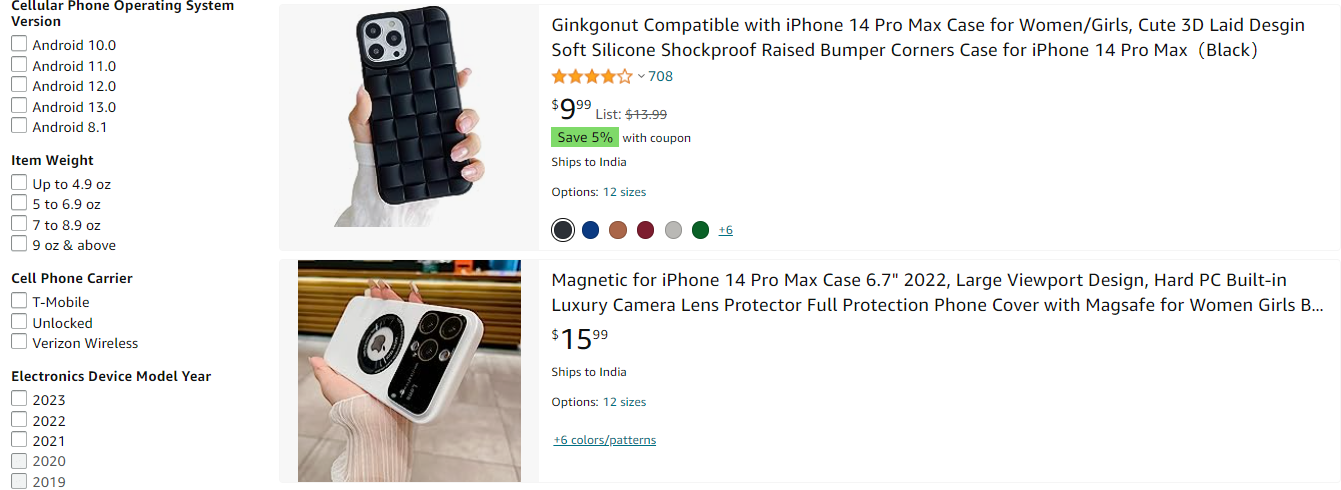 Cellular Phone Operating System
Version
Android 10.0
Android 11.0
Android 12.0
Android 13.0
Android 8.1
Item Weight
Up to 4.9 oz
5 to 6.9 oz
7 to 8.9 oz
9 oz & above
Cell Phone Carrier
T-Mobile
Unlocked
Verizon Wireless
Electronics Device Model Year
2023
2022
2021
2020
2019
Ginkgonut Compatible with iPhone 14 Pro Max Case for Women/Girls, Cute 3D Laid Desgin
Soft Silicone Shockproof Raised Bumper Corners Case for iPhone 14 Pro Max（Black）
708
$9.99 List: $13.99
Save 5% with coupon
Ships to India
Options: 12 sizes
+6
Magnetic for iPhone 14 Pro Max Case 6.7" 2022, Large Viewport Design, Hard PC Built-in
Luxury Camera Lens Protector Full Protection Phone Cover with Magsafe for Women Girls B...
$15.99
Ships to India
Options: 12 sizes
+6 colors/patterns